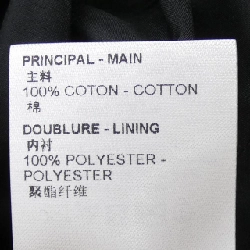 PRINCIPAL - MAIN
主料
100% COTON - COTTON
棉
DOUBLURE - LINING
内衬
100% POLYESTER -
POLYESTER
聚酯纤维